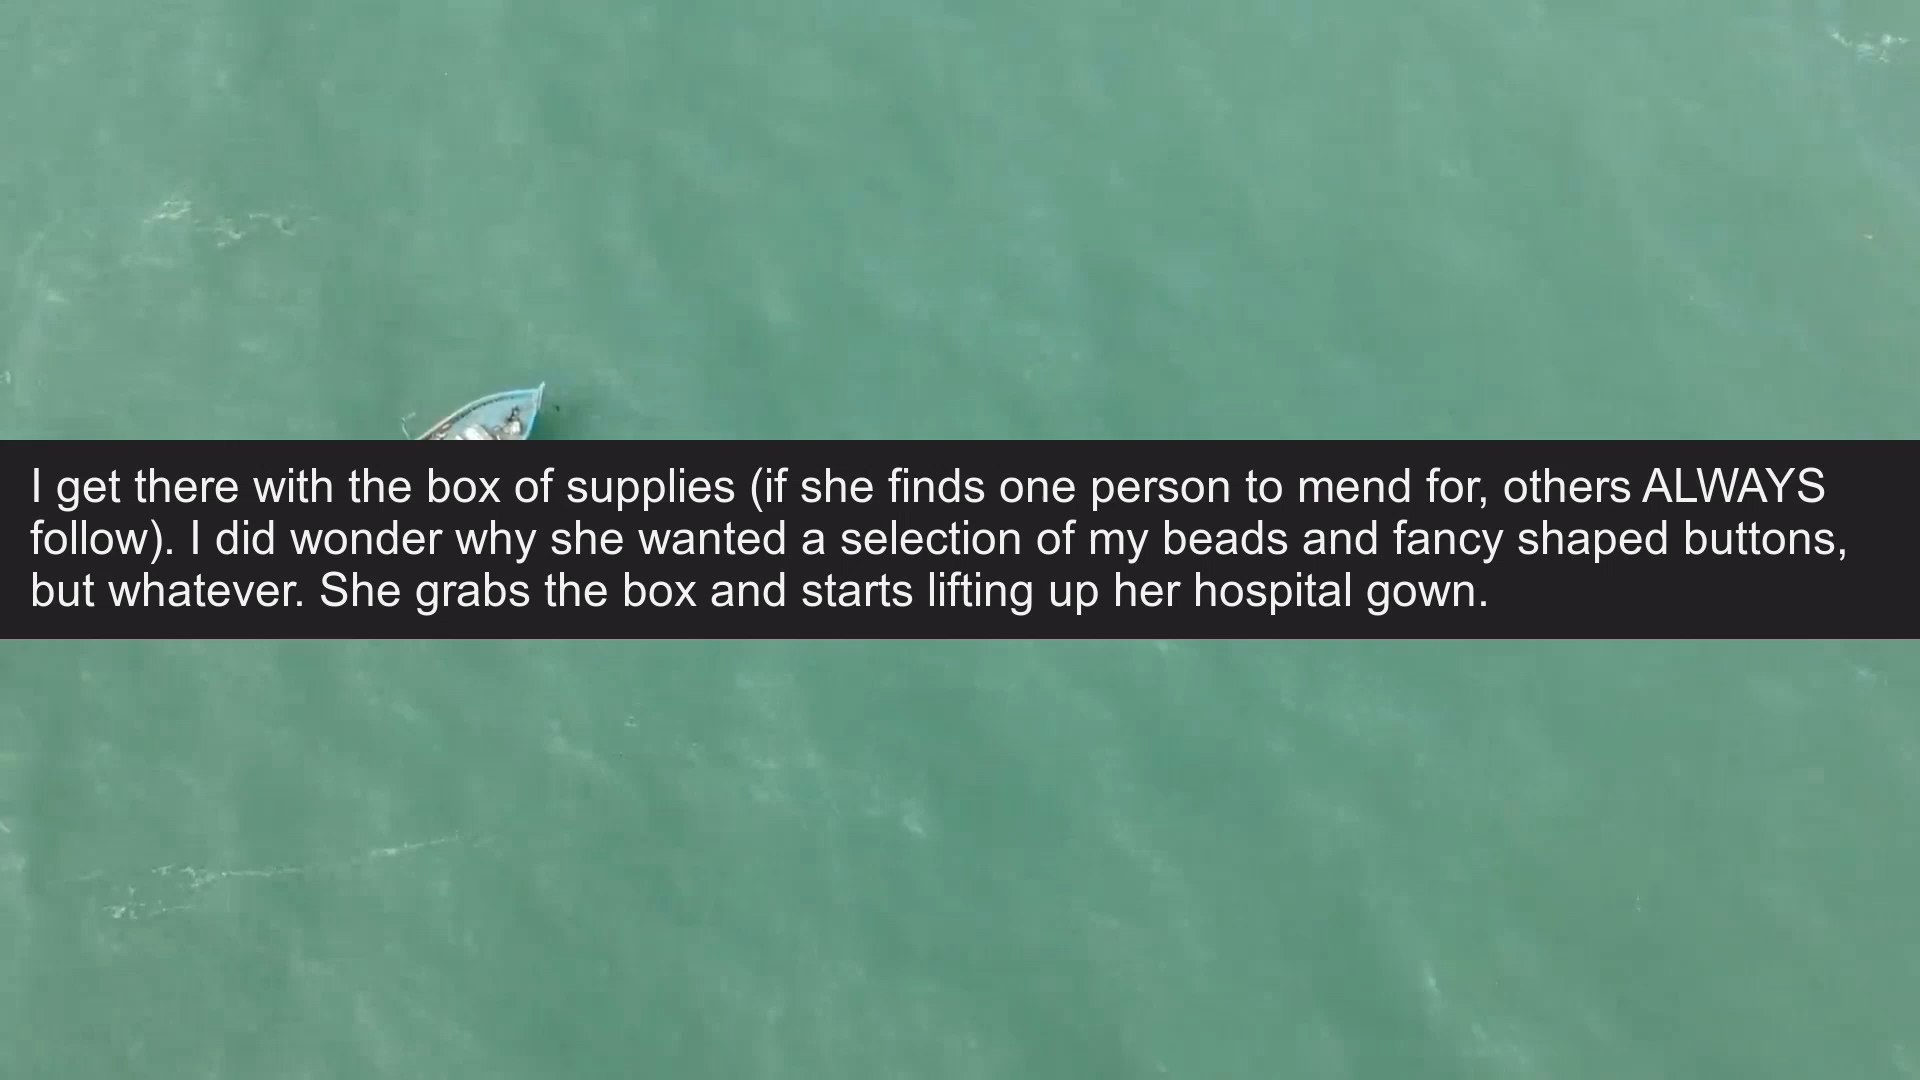 I get there with the box of supplies (if she finds one person to mend for, others ALWAYS
follow). I did wonder why she wanted a selection of my beads and fancy shaped buttons,
but whatever. She grabs the box and starts lifting up her hospital gown.